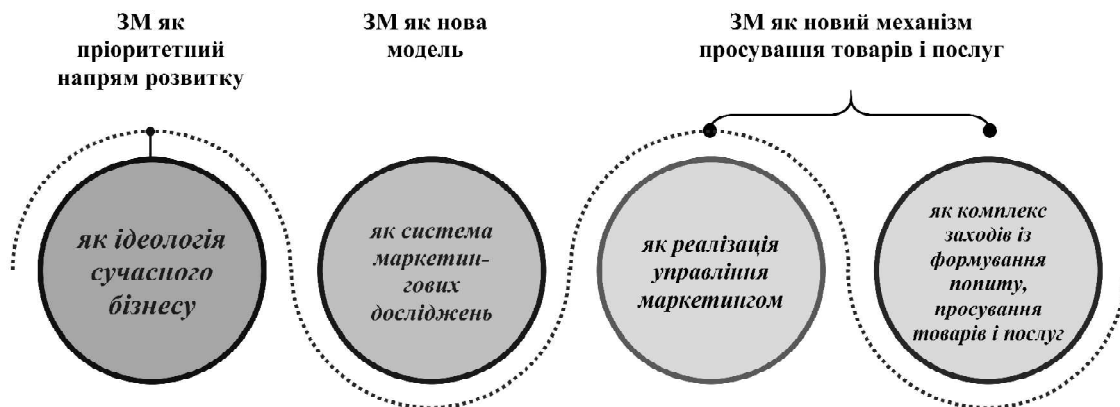 ЗМ як
пріоритетний
напрям розвитку
ЗМ як нова
модель
ЗМ як новий механізм
просування товарів і послуг
як ідеологія
сучасного
бізнесу
як система
маркетин-
гових
досліджень
як реалізація
управління
маркетингом
як комплекс
заходів із
формування
попиту,
просування
товарів і послуг